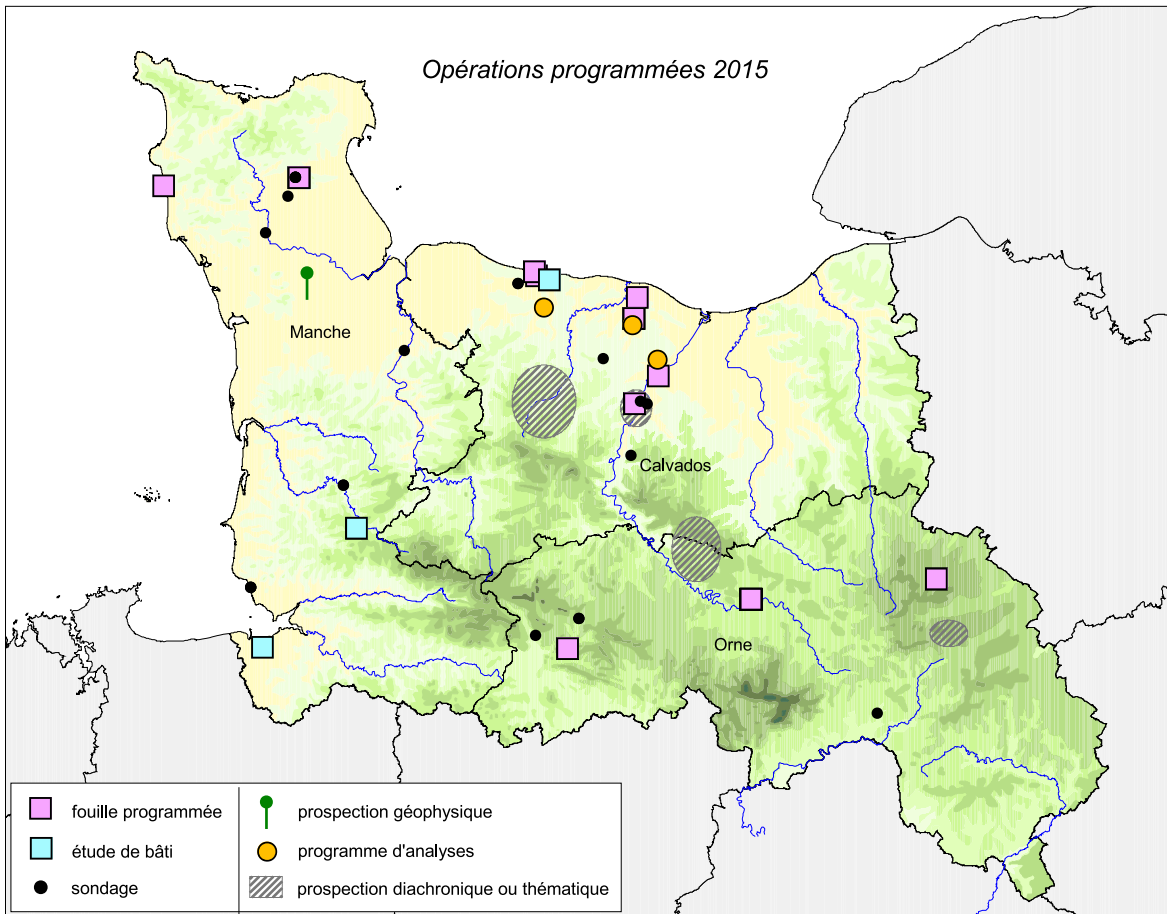 Opérations programmées 2015
Manche
Calvados
Orne
fouille programmée
étude de bâti
sondage
prospection géophysique
programme d'analyses
prospection diachronique ou thématique